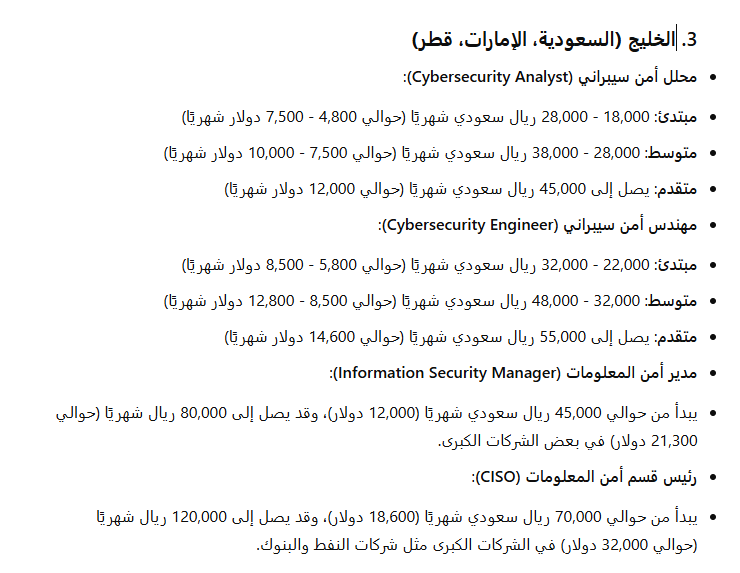 3. الخليج (السعودية، الإمارات، قطر)
• محلل أمن سيبراني (Cybersecurity Analyst):
• مبتدئ: 18,000 - 28,000 ريال سعودي شهريًا (حوالي 4,800 - 7,500 دولار شهريًا)
• متوسط: 28,000 - 38,000 ريال سعودي شهريًا (حوالي 7,500 - 10,000 دولار شهريًا)
• متقدم: يصل إلى 45,000 ريال سعودي شهريًا (حوالي 12,000 دولار شهريًا)
• مهندس أمن سيبراني (Cybersecurity Engineer):
• مبتدئ: 22,000 - 32,000 ريال سعودي شهريًا (حوالي 5,800 - 8,500 دولار شهريًا)
• متوسط: 32,000 - 48,000 ريال سعودي شهريًا (حوالي 8,500 - 12,800 دولار شهريًا)
• متقدم: يصل إلى 55,000 ريال سعودي شهريًا (حوالي 14,600 دولار شهريًا)
• مدير أمن المعلومات (Information Security Manager):
• يبدأ من حوالي 45,000 ريال سعودي شهريًا (12,000 دولار)، وقد يصل إلى 80,000 ريال شهريًا (حوالي
21,300 دولار) في بعض الشركات الكبرى.
• رئيس قسم أمن المعلومات (CISO):
• يبدأ من حوالي 70,000 ريال سعودي شهريًا (18,600 دولار)، وقد يصل إلى 120,000 ريال شهريًا
(حوالي 32,000 دولار) في الشركات الكبرى مثل شركات النفط والبنوك.